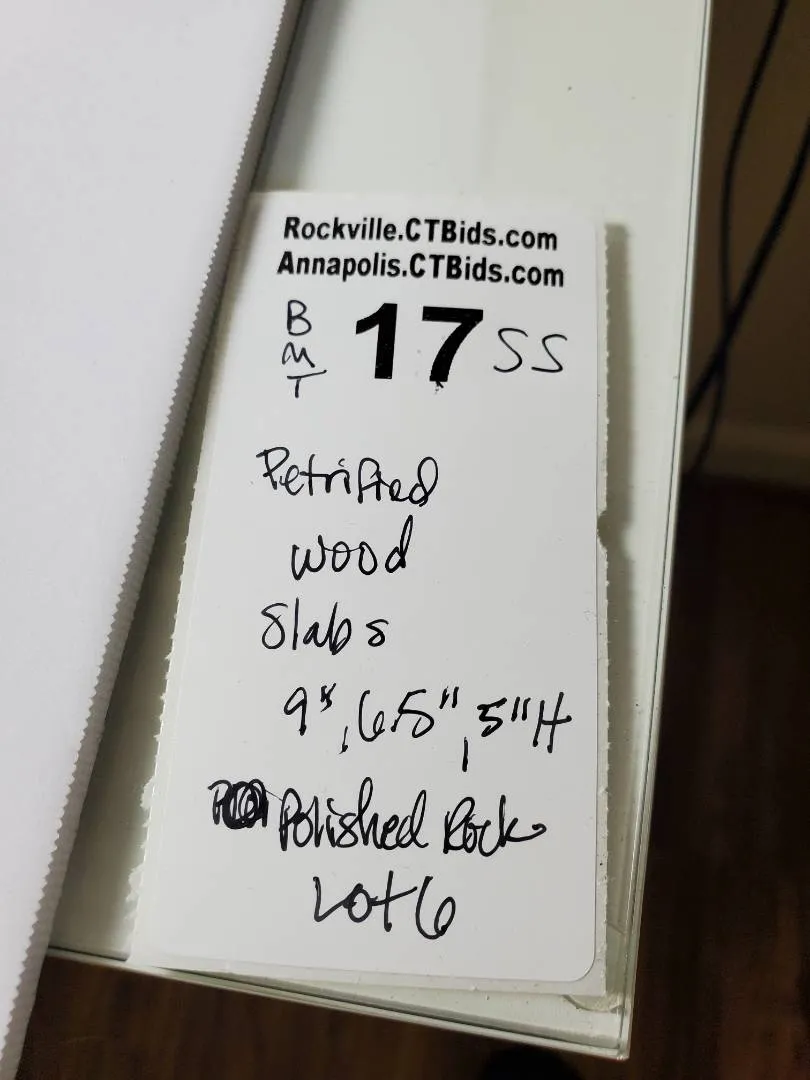 Rockville.CTBids.com
Annapolis.CTBids.com
BMT 17 SS
Petrified
wood
Slabs
9", 6.5", 5"H
Polished Rock
Lot 6